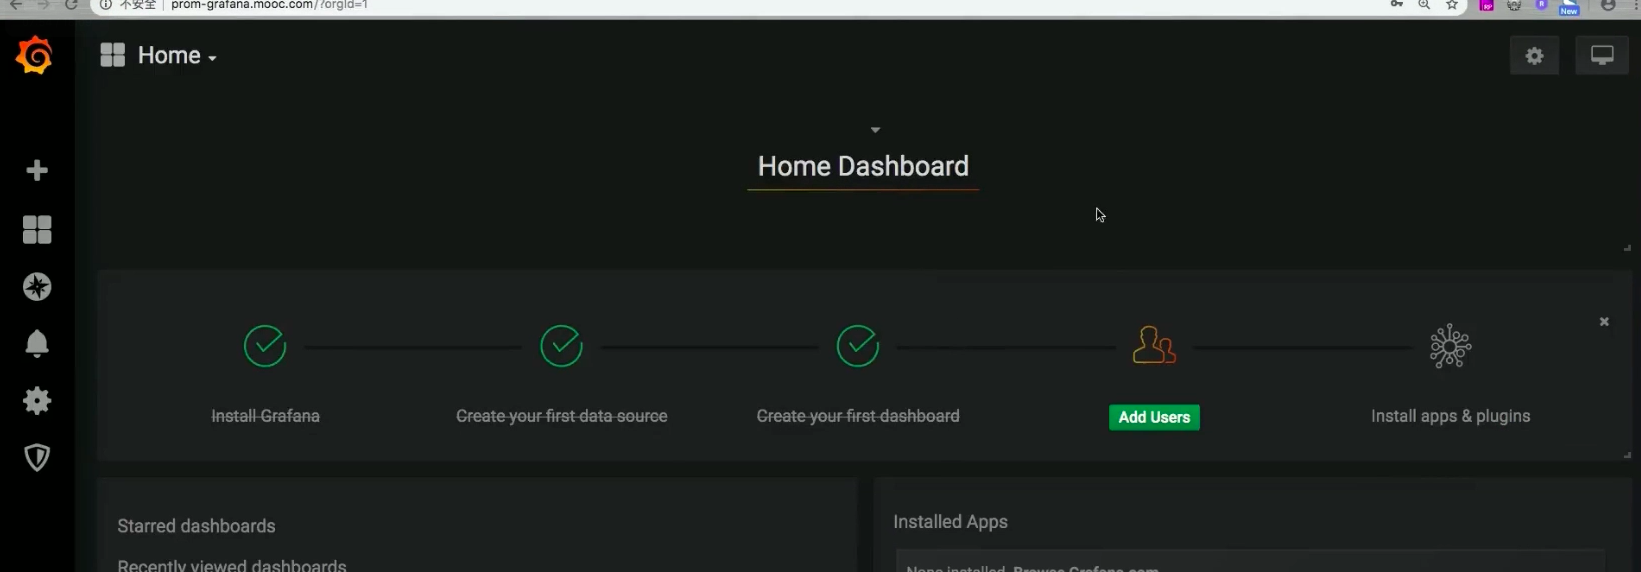 不安全 | prom-grafana.mooc.com/?orgId=1
New
Home
Home Dashboard
Install Grafana
Create your first data source
Create your first dashboard
Add Users
Install apps & plugins
Starred dashboards
Installed Apps
Recently viewed dashboards
None installed. Browse Grafana.com